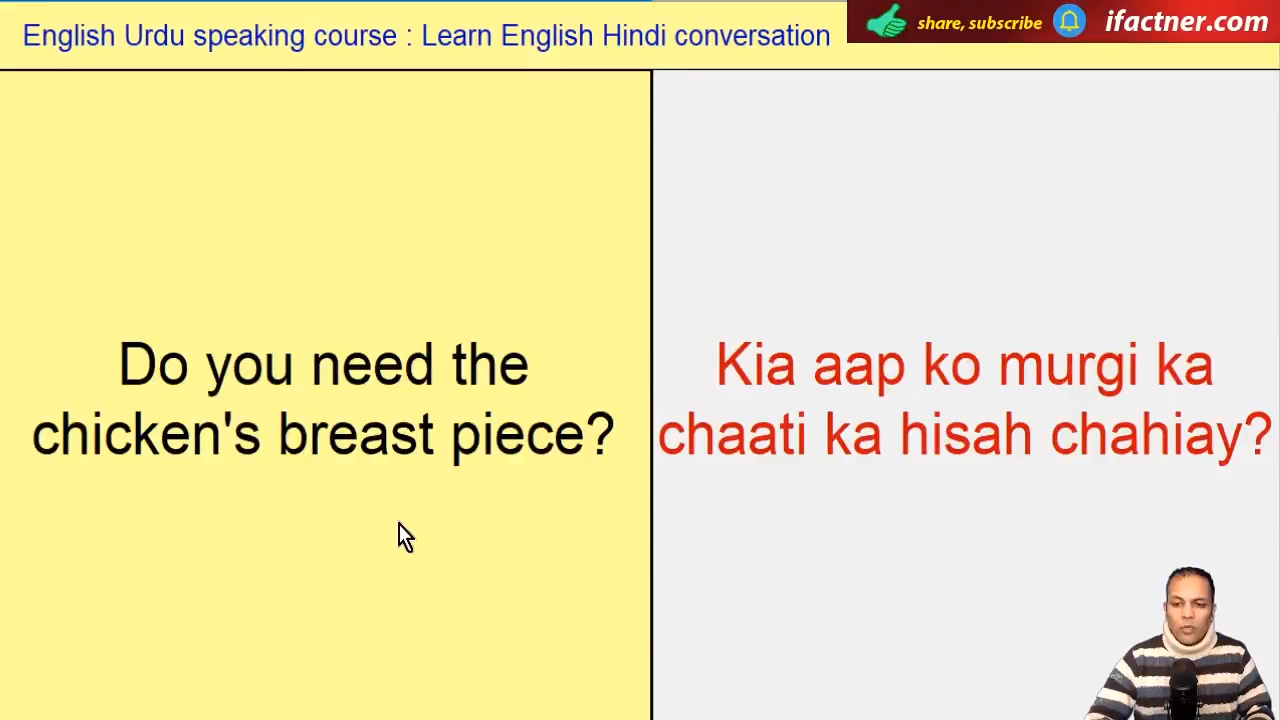 English Urdu speaking course : Learn English Hindi conversation
share, subscribe
ifactner.com
Do you need the
chicken's breast piece?
Kia aap ko murgi ka
chaati ka hisah chahiay?